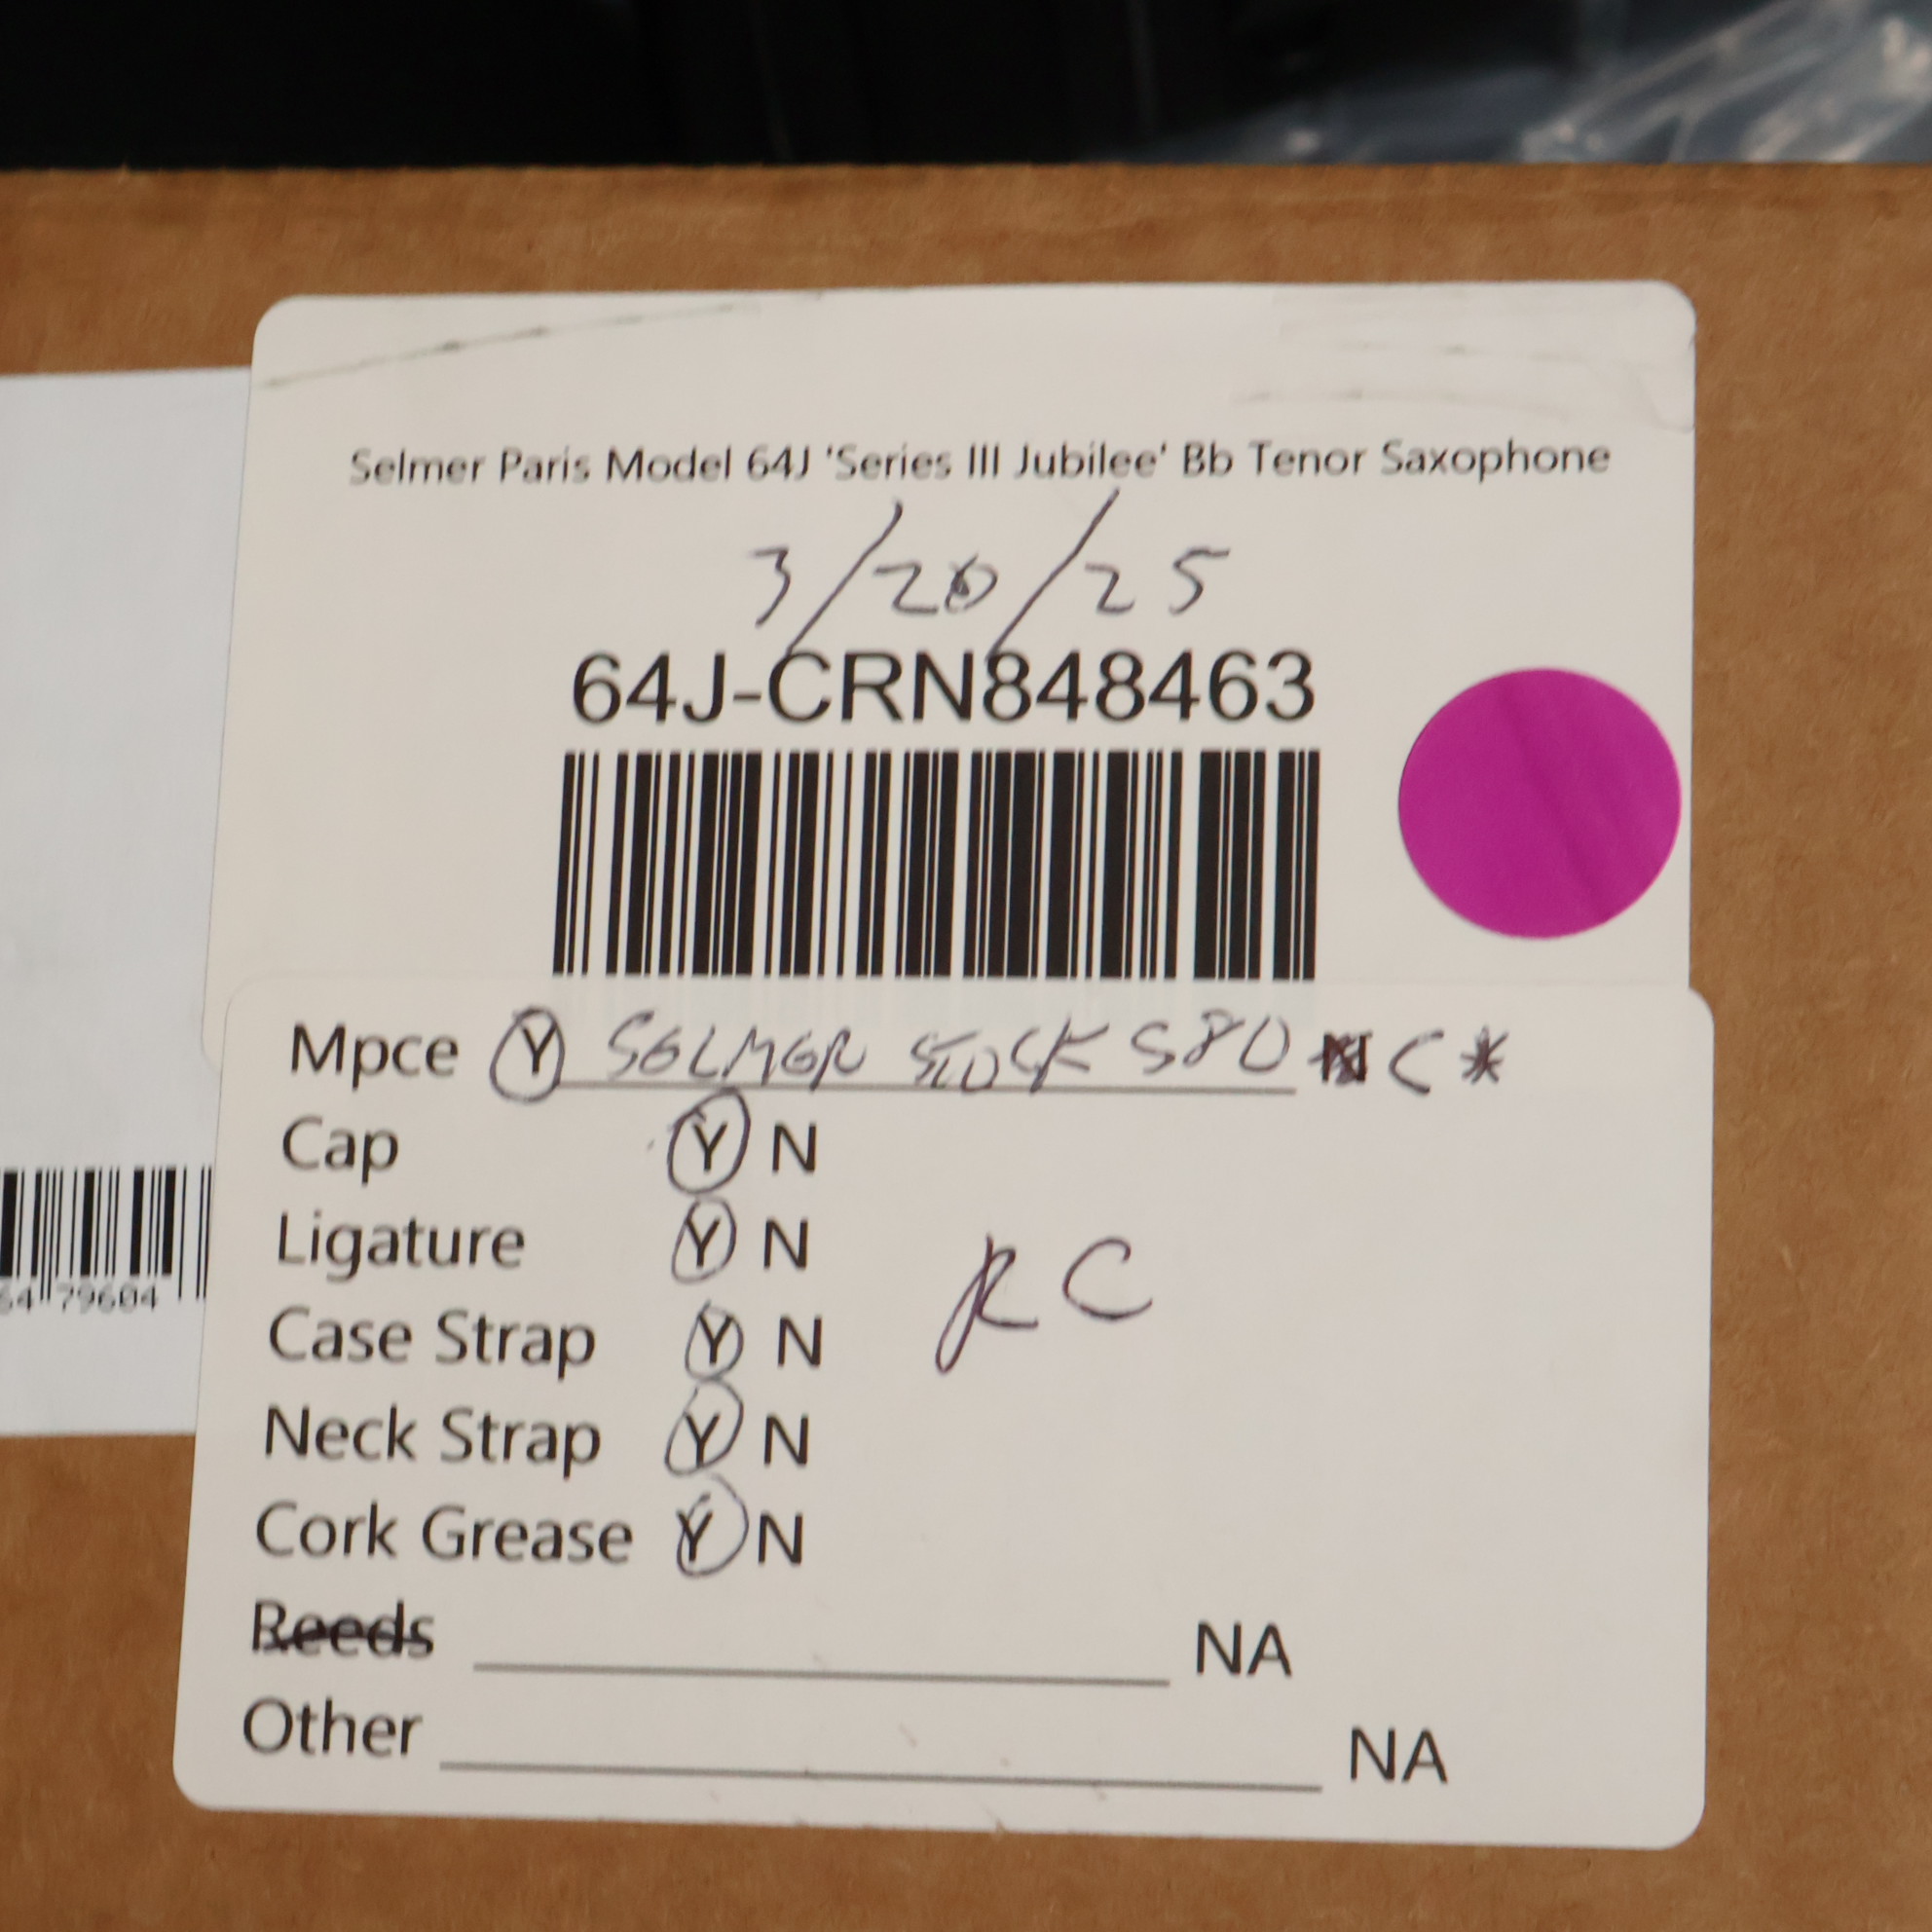 Selmer Paris Model 64J 'Series III Jubilee' Bb Tenor Saxophone
3/20/25
64J-CRN848463
Mpce Y SELMER STOCK S80 C*
Cap Y N
Ligature Y N
RC
Case Strap Y N
Neck Strap Y N
Cork Grease Y N
Reeds NA
Other NA
79604